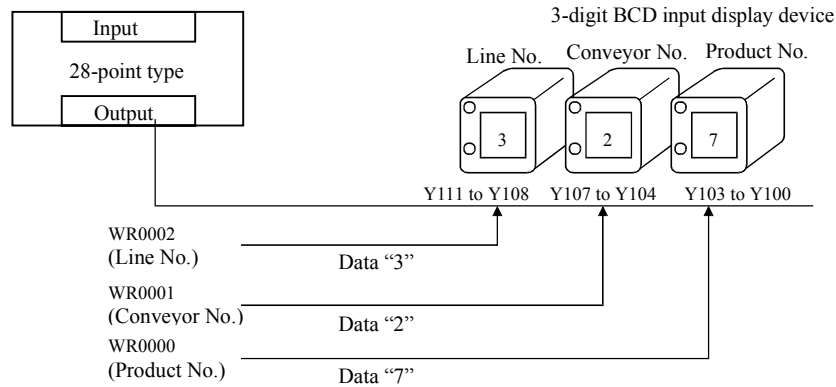 3-digit BCD input display device
Input
28-point type
Output
Line No.
Conveyor No.
Product No.
3
2
7
Y111 to Y108
Y107 to Y104
Y103 to Y100
WR0002
(Line No.)
Data “3”
WR0001
(Conveyor No.)
Data “2”
WR0000
(Product No.)
Data “7”